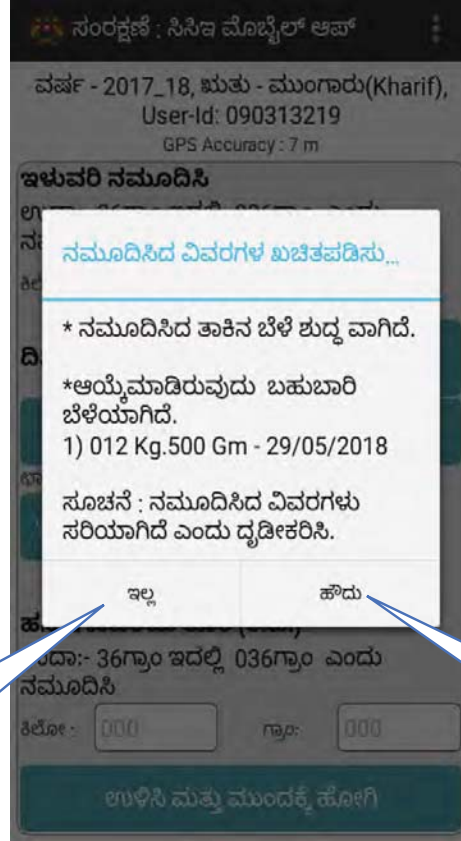 ಸಂರಕ್ಷಣೆ : ಸಿಸಿಇ ಮೊಬೈಲ್ ಆಪ್
ವರ್ಷ - 2017_18, ಋತು - ಮುಂಗಾರು(Kharif),
User-Id: 090313219
GPS Accuracy : 7 m
ಇಳುವರಿ ನಮೂದಿಸಿ
ನಮೂದಿಸಿದ ವಿವರಗಳ ಖಚಿತಪಡಿಸು...
* ನಮೂದಿಸಿದ ತಾಕಿನ ಬೆಳೆ ಶುದ್ಧ ವಾಗಿದೆ.
*ಆಯ್ಕೆಮಾಡಿರುವುದು ಬಹುಬಾರಿ
ಬೆಳೆಯಾಗಿದೆ.
1) 012 Kg.500 Gm - 29/05/2018
ಸೂಚನೆ : ನಮೂದಿಸಿದ ವಿವರಗಳು
ಸರಿಯಾಗಿದೆ ಎಂದು ದೃಡೀಕರಿಸಿ.
ಇಲ್ಲ ಹೌದು
ಉದಾ:- 36ಗ್ರಾಂ ಇದಲ್ಲಿ 036ಗ್ರಾಂ ಎಂದು
ನಮೂದಿಸಿ
ಕಿಲೋ : 000 ಗ್ರಾಂ: 000
ಉಳಿಸಿ ಮತ್ತು ಮುಂದಕ್ಕೆ ಹೋಗಿ